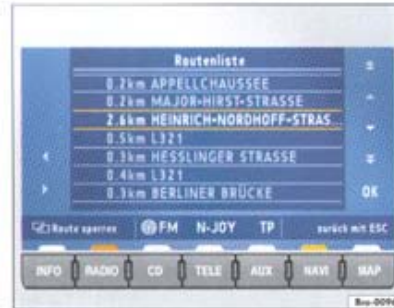 Routenliste
0.2km APPELLCHAUSSEE
0.2km MAJOR-HIRST-STRASSE
2.6km HEINRICH-NORDHOFF-STRAS...
0.5km L321
0.3km HESSLINGER STRASSE
0.4km L321
0.3km BERLINER BRÜCKE
OK
Route sperren FM N-JOY TP zurück mit ESC
INFO RADIO CD TELE AUX NAVI MAP